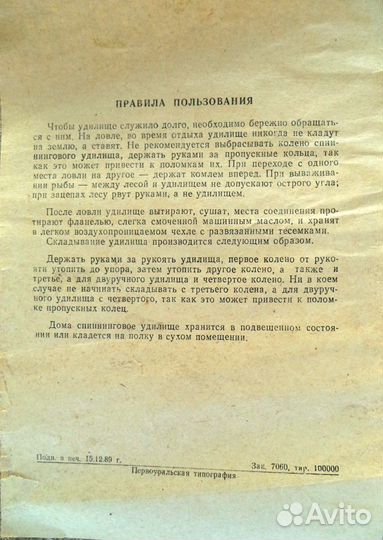 ПРАВИЛА ПОЛЬЗОВАНИЯ
Чтобы удилище служило долго, необходимо бережно обращать-
ся с ним. На ловле, во время отдыха удилище никогда не кладут
на землю, а ставят. Не рекомендуется выбрасывать колено спин-
нингового удилища, держать руками за пропускные кольца, так
как это может привести к поломкам их. При переходе с одного
места ловли на другое — держат комлем вперед. При вываживa-
нии рыбы — между лесой и удилищем не допускают острого угла;
при зацепах лесу рвут руками, а не удилищем.
После ловли удилище вытирают, сушат, места соединения про-
тирают фланелью, слегка смоченной машинным маслом, и хранят
в легком воздухопроницаемом чехле с развязанными тесемками.
Складывание удилища производится следующим образом.
Держать руками за рукоять удилища, первое колено от руко-
яти утопить до упора, затем утопить другое колено, а также и
третье, а для двуручного удилища и четвертое колено. Ни в коем
случае не начинать складывать с третьего колена, а для двуруч-
ного удилища с четвертого, так как это может привести к полом-
ке пропускных колец.
Дома спиннинговое удилище хранится в подвешенном состоя-
нии или кладется на полку в сухом помещении.
Подп. в печ. 15.12.89 г. Зак. 7060, тир. 100000
Первоуральская типография
Avito